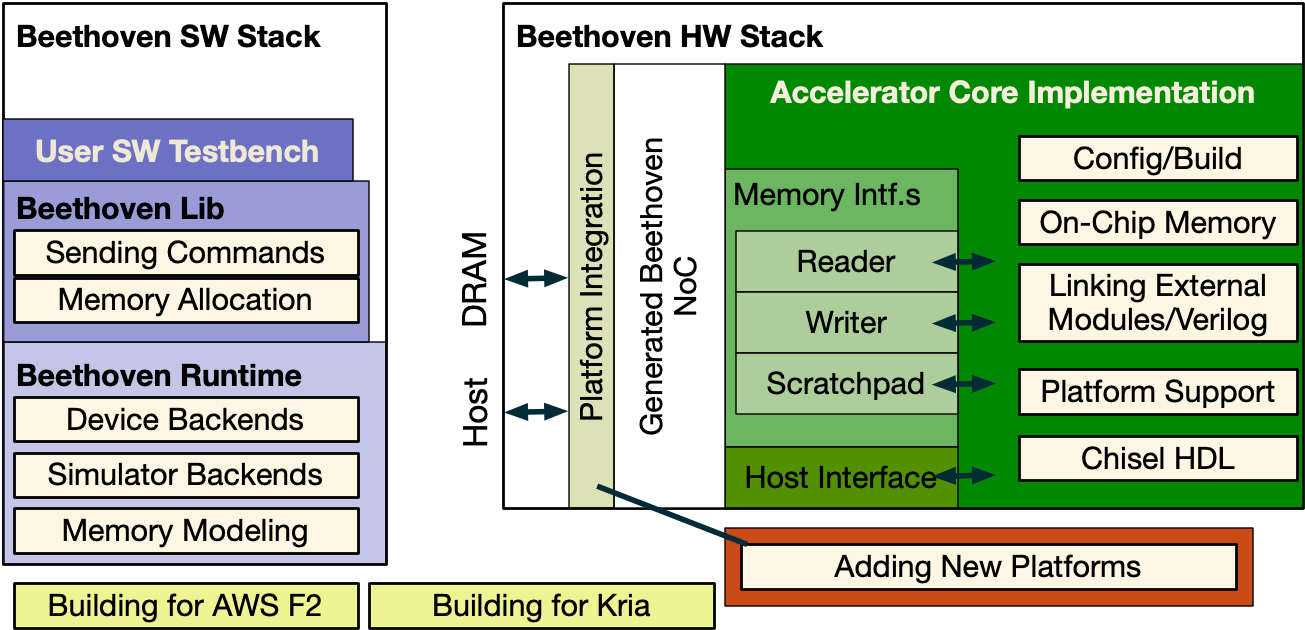 Beethoven SW Stack
User SW Testbench
Beethoven Lib
Sending Commands
Memory Allocation
Beethoven Runtime
Device Backends
Simulator Backends
Memory Modeling
Building for AWS F2
Building for Kria
Beethoven HW Stack
DRAM
Host
Platform Integration
Generated Beethoven
NoC
Accelerator Core Implementation
Memory Intf.s
Reader
Writer
Scratchpad
Host Interface
Config/Build
On-Chip Memory
Linking External
Modules/Verilog
Platform Support
Chisel HDL
Adding New Platforms